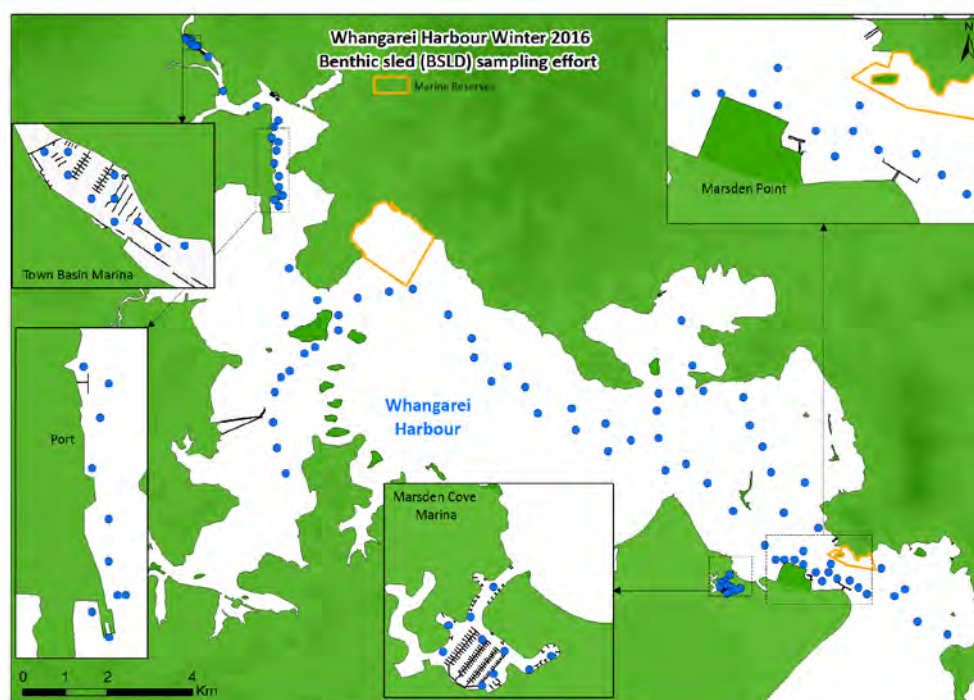 Whangarei Harbour Winter 2016
Benthic sled (BSLD) sampling effort
Marine Reserves
N
Marsden Point
Town Basin Marina
Port
Whangarei
Harbour
Marsden Cove
Marina
0 2 4
Km